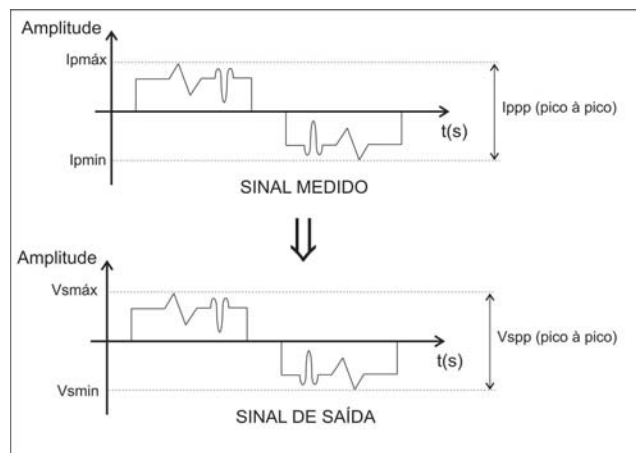 Amplitude
Ipmáx
Ippp (pico à pico)
t(s)
Ipmin
SINAL MEDIDO
Amplitude
Vsmáx
Vspp (pico à pico)
t(s)
Vsmin
SINAL DE SAÍDA